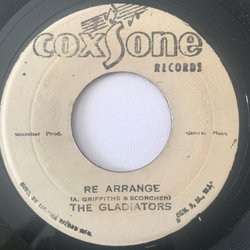 COXSONE
RECORDS
Scorcher Prod.
RE ARRANGE
(A. GRIFFITHS & SCORCHER)
THE GLADIATORS